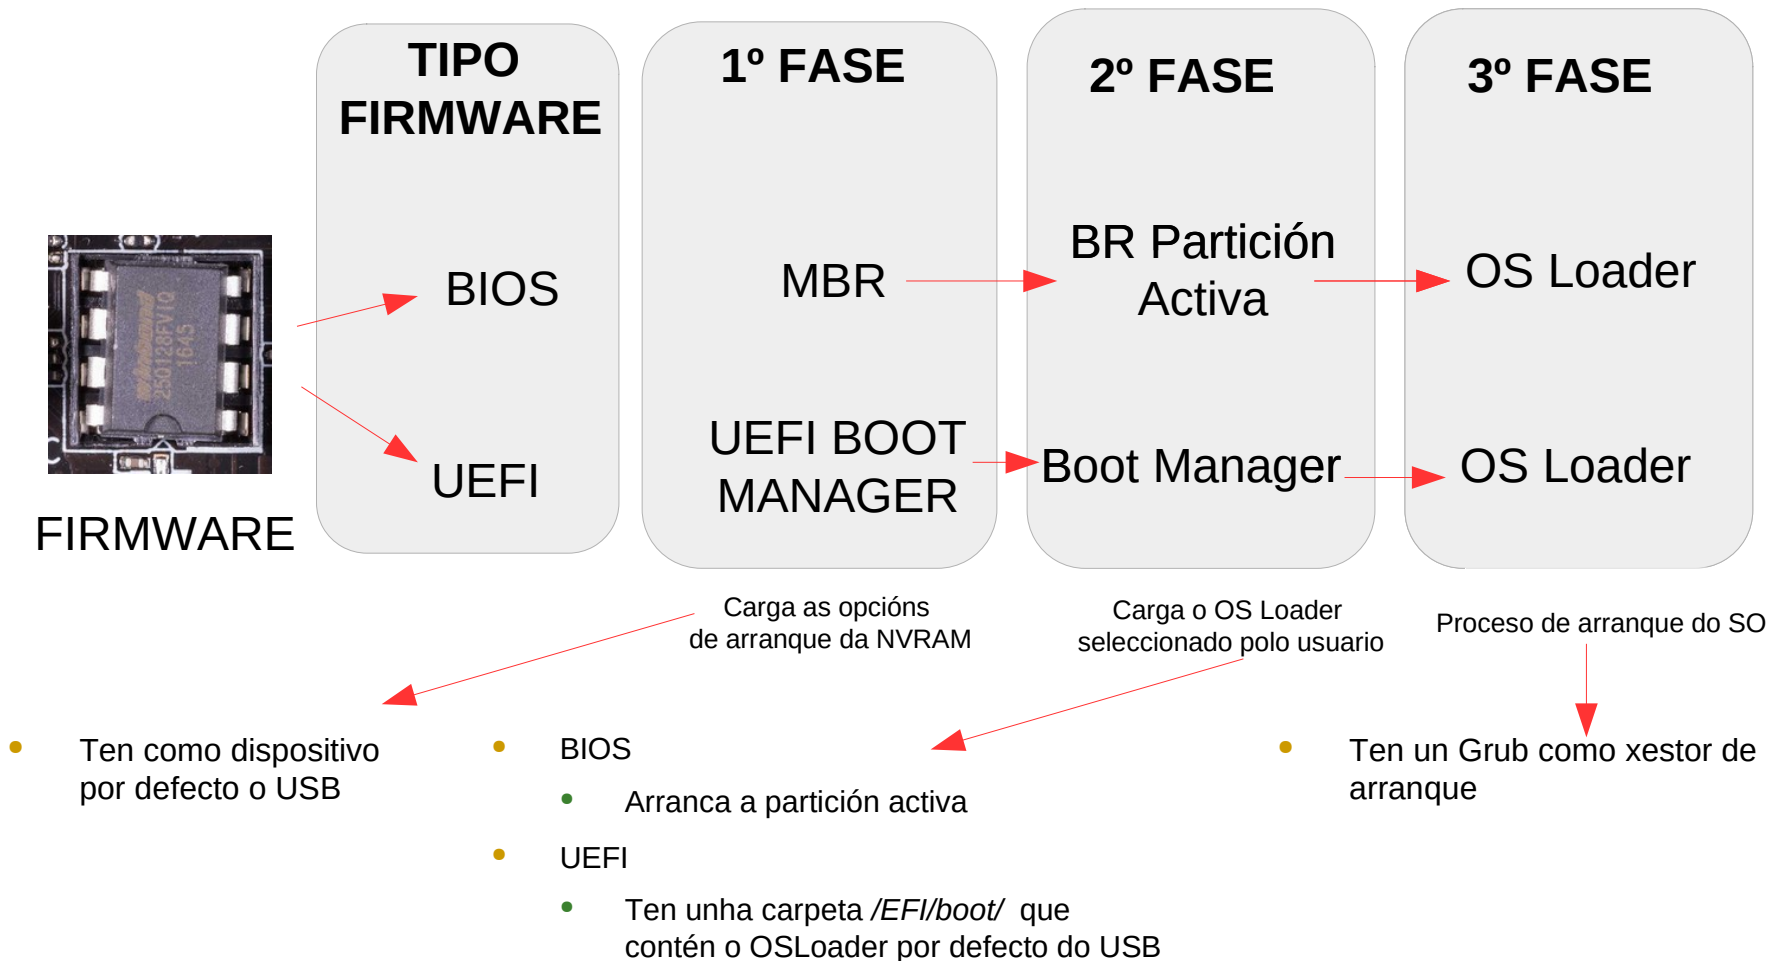 TIPO
FIRMWARE
1º FASE
2º FASE
3º FASE
BIOS
MBR
BR Partición
Activa
OS Loader
winbond
25Q128FVIQ
1645
FIRMWARE
UEFI
UEFI BOOT
MANAGER
Boot Manager
OS Loader
Carga as opcións
de arranque da NVRAM
Carga o OS Loader
seleccionado polo usuario
Proceso de arranque do SO
Ten como dispositivo
por defecto o USB
BIOS
Arranca a partición activa
UEFI
Ten unha carpeta /EFI/boot/ que
contén o OSLoader por defecto do USB
Ten un Grub como xestor de
arranque